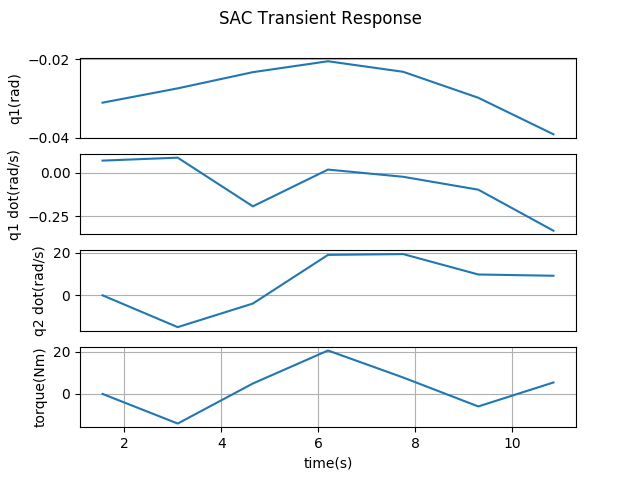 SAC Transient Response
−0.02
−0.04
q1(rad)
0.00
−0.25
q1 dot(rad/s)
20
0
q2 dot(rad/s)
20
0
torque(Nm)
2 4 6 8 10
time(s)